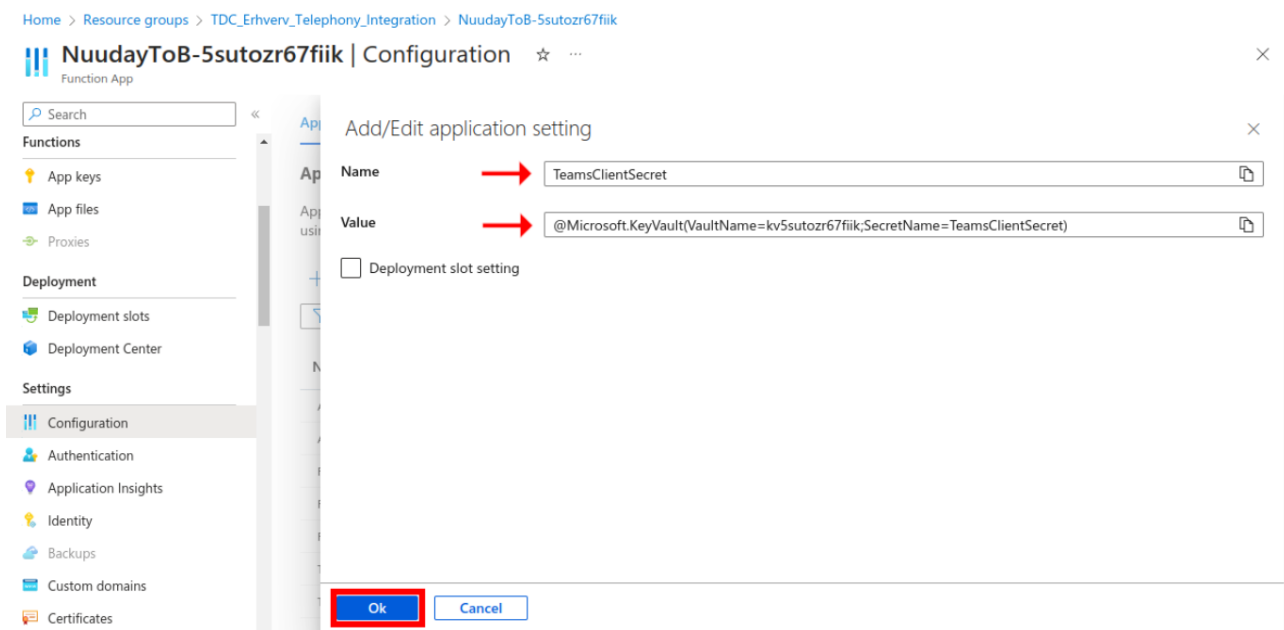 Home > Resource groups > TDC_Erhverv_Telephony_Integration > NuudayToB-5sutozr67fiik
NuudayToB-5sutozr67fiik | Configuration
Function App
Search
Functions
App keys
App files
Proxies
Deployment
Deployment slots
Deployment Center
Settings
Configuration
Authentication
Application Insights
Identity
Backups
Custom domains
Certificates
Add/Edit application setting
Name
TeamsClientSecret
Value
@Microsoft.KeyVault(VaultName=kv5sutozr67fiik;SecretName=TeamsClientSecret)
Deployment slot setting
Ok
Cancel